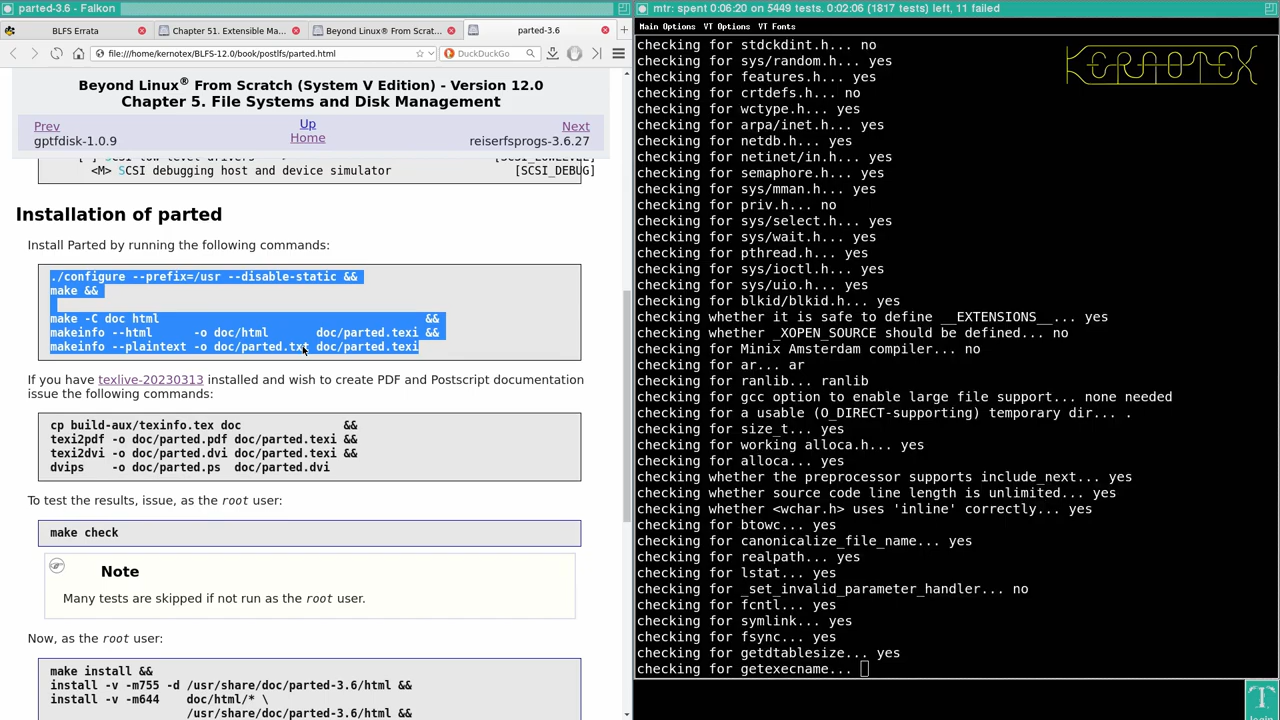 parted-3.6 - Falkon
BLFS Errata
Chapter 51. Extensible Ma...
Beyond Linux® From Scrat...
parted-3.6
file:///home/kernotex/BLFS-12.0/book/postlfs/parted.html
DuckDuckGo
Beyond Linux® From Scratch (System V Edition) - Version 12.0
Chapter 5. File Systems and Disk Management
Prev
Up
Next
gptfdisk-1.0.9
Home
reiserfsprogs-3.6.27
<M> SCSI debugging host and device simulator [SCSI_DEBUG]
Installation of parted
Install Parted by running the following commands:
./configure --prefix=/usr --disable-static &&
make &&
make -C doc html &&
makeinfo --html -o doc/html doc/parted.texi &&
makeinfo --plaintext -o doc/parted.txt doc/parted.texi
If you have texlive-20230313 installed and wish to create PDF and Postscript documentation
issue the following commands:
cp build-aux/texinfo.tex doc &&
texi2pdf -o doc/parted.pdf doc/parted.texi &&
texi2dvi -o doc/parted.dvi doc/parted.texi &&
dvips -o doc/parted.ps doc/parted.dvi
To test the results, issue, as the root user:
make check
Note
Many tests are skipped if not run as the root user.
Now, as the root user:
make install &&
install -v -m755 -d /usr/share/doc/parted-3.6/html &&
install -v -m644 doc/html/* \
/usr/share/doc/parted-3.6/html &&
mtr: spent 0:06:20 on 5449 tests. 0:02:06 (1817 tests) left, 11 failed
Main Options VT Options VT Fonts
KERNOTEX
checking for stdckdint.h... no
checking for sys/random.h... yes
checking for features.h... yes
checking for crtdefs.h... no
checking for wctype.h... yes
checking for arpa/inet.h... yes
checking for netdb.h... yes
checking for netinet/in.h... yes
checking for semaphore.h... yes
checking for sys/mman.h... yes
checking for priv.h... no
checking for sys/select.h... yes
checking for sys/wait.h... yes
checking for pthread.h... yes
checking for sys/ioctl.h... yes
checking for sys/uio.h... yes
checking for blkid/blkid.h... yes
checking whether it is safe to define __EXTENSIONS__... yes
checking whether _XOPEN_SOURCE should be defined... no
checking for Minix Amsterdam compiler... no
checking for ar... ar
checking for ranlib... ranlib
checking for gcc option to enable large file support... none needed
checking for a usable (O_DIRECT-supporting) temporary dir... .
checking for size_t... yes
checking for working alloca.h... yes
checking for alloca... yes
checking whether the preprocessor supports include_next... yes
checking whether source code line length is unlimited... yes
checking whether <wchar.h> uses 'inline' correctly... yes
checking for btowc... yes
checking for canonicalize_file_name... yes
checking for realpath... yes
checking for lstat... yes
checking for _set_invalid_parameter_handler... no
checking for fcntl... yes
checking for symlink... yes
checking for fsync... yes
checking for getdtablesize... yes
checking for getexecname...